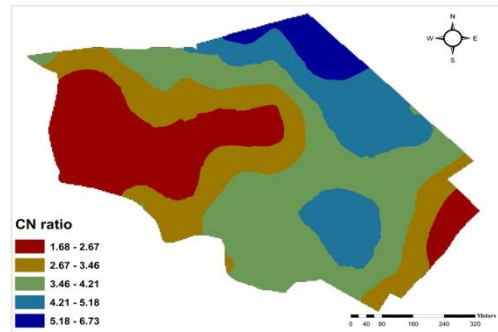 N
W E
S
CN ratio
1.68 - 2.67
2.67 - 3.46
3.46 - 4.21
4.21 - 5.18
5.18 - 6.73
0 40 80 160 240 320
Meters